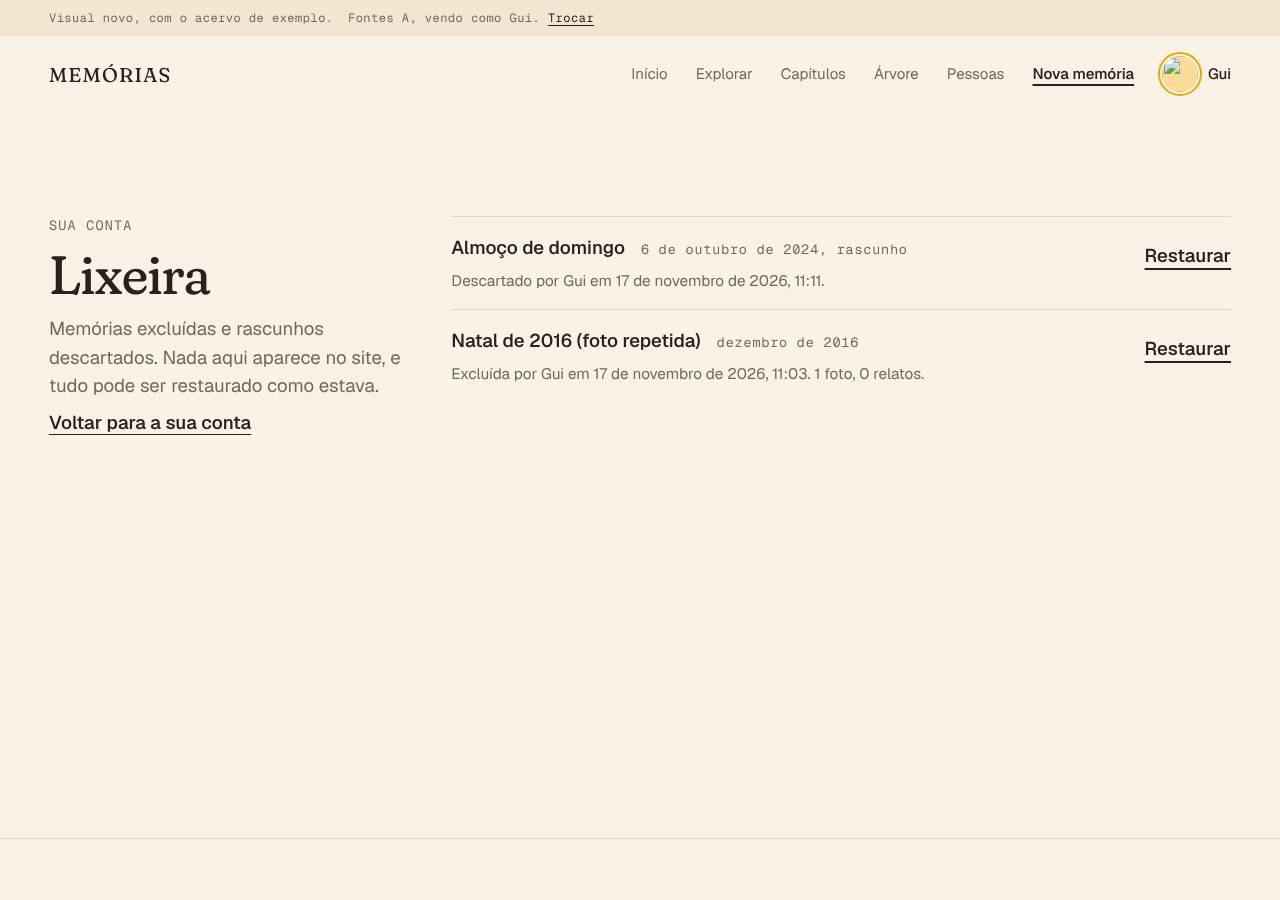 Visual novo, com o acervo de exemplo. Fontes A, vendo como Gui. Trocar
MEMÓRIAS
Início Explorar Capítulos Árvore Pessoas Nova memória Gui
SUA CONTA
Lixeira
Memórias excluídas e rascunhos
descartados. Nada aqui aparece no site, e
tudo pode ser restaurado como estava.
Voltar para a sua conta
Almoço de domingo 6 de outubro de 2024, rascunho
Descartado por Gui em 17 de novembro de 2026, 11:11.
Restaurar
Natal de 2016 (foto repetida) dezembro de 2016
Excluída por Gui em 17 de novembro de 2026, 11:03. 1 foto, 0 relatos.
Restaurar